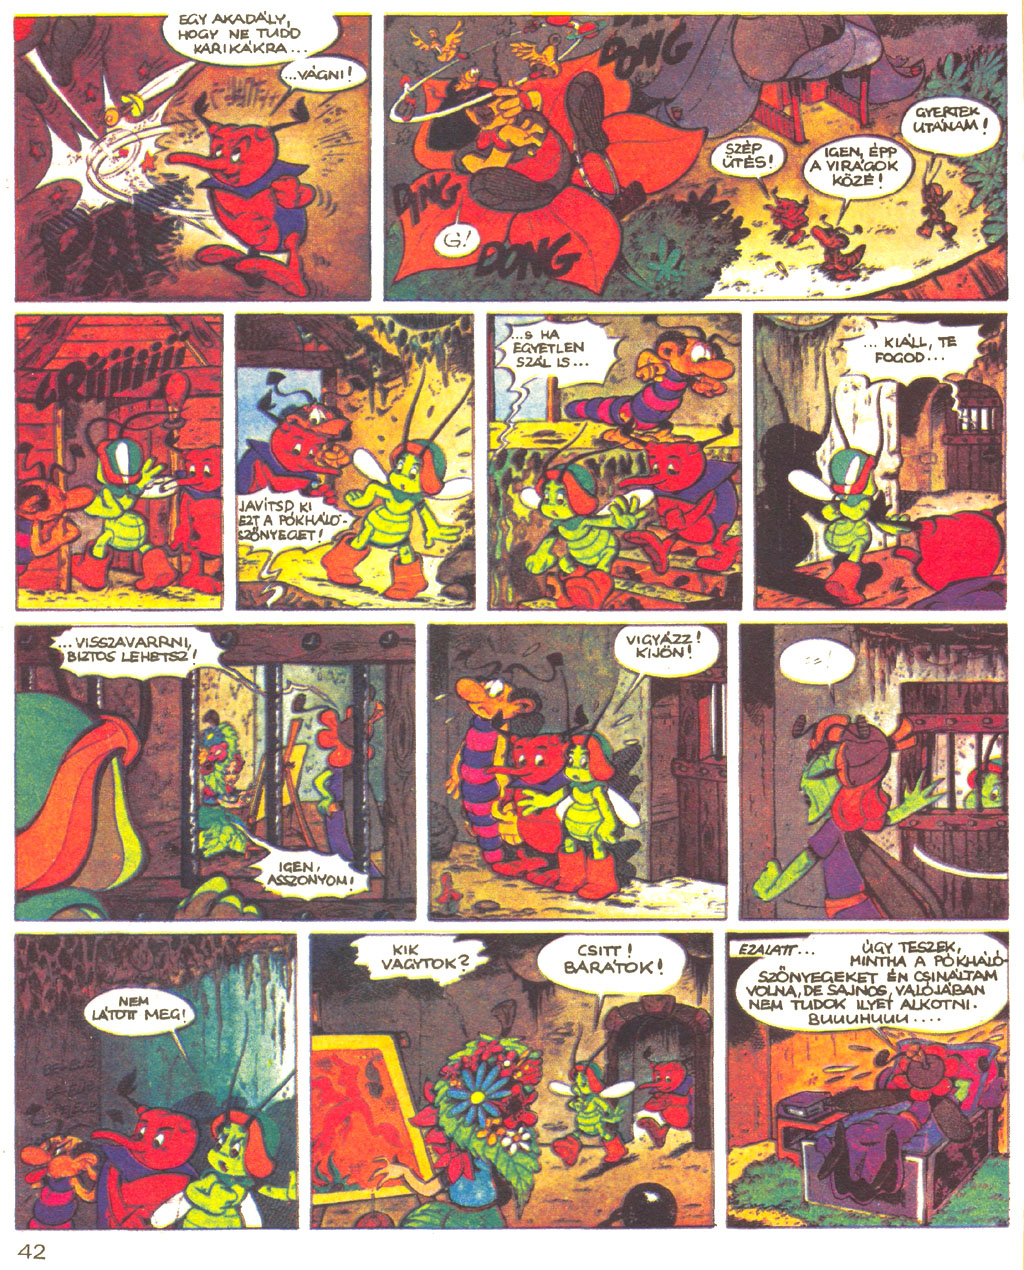 EGY AKADÁLY,
HOGY NE TUDD
KARIKÁKRA...
...VÁGNI!
DONG
DING
G!
DONG
SZÉP
ÜTÉS!
IGEN, ÉPP
A VIRÁGOK
KÖZÉ!
GYERTEK
UTÁNAM!
JAVÍTSD KI
EZT A PÓKHÁLÓ-
SZŐNYEGET!
...S HA
EGYETLEN
SZÁL IS...
...KIÁLL, TE
FOGOD...
...VISSZAVARRNI,
BIZTOS LEHETSZ!
IGEN,
ASSZONYOM!
VIGYÁZZ!
KIJÖN!
NEM
LÁTOTT MEG!
KIK
VAGYTOK?
CSITT!
BARÁTOK!
EZALATT...
ÚGY TESZEK,
MINTHA A PÓKHÁLÓ-
SZŐNYEGEKET ÉN CSINÁLTAM
VOLNA, DE SAJNOS, VALÓJÁBAN
NEM TUDOK ILYET ALKOTNI.
BUUUHUUU....
42